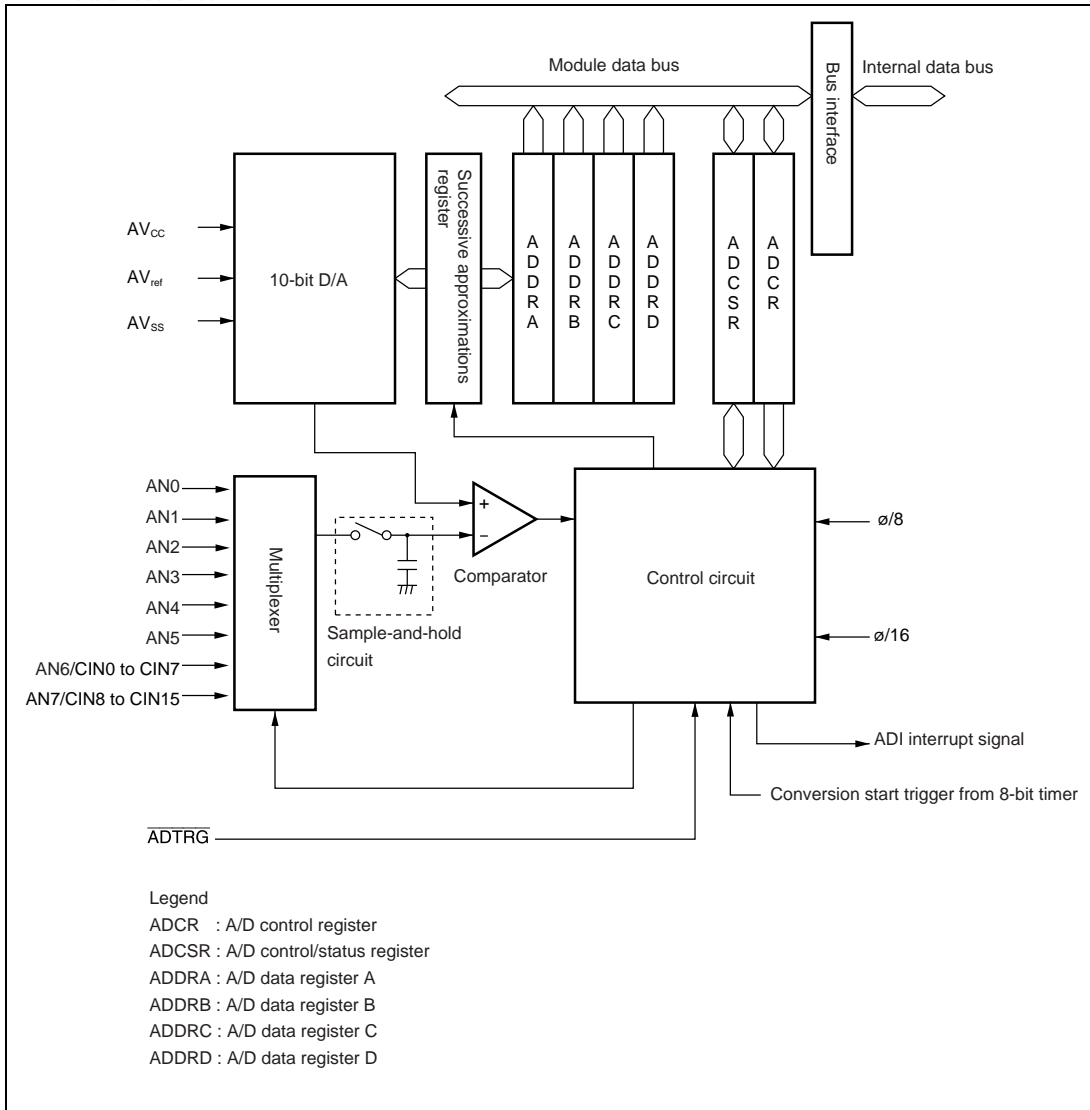 Module data bus
Internal data bus
Bus interface
AVCC
AVref
AVSS
10-bit D/A
Successive approximations
register
ADDRA
ADDRB
ADDRC
ADDRD
ADCSR
ADCR
AN0
AN1
AN2
AN3
AN4
AN5
AN6/CIN0 to CIN7
AN7/CIN8 to CIN15
Multiplexer
+
−
Comparator
Sample-and-hold
circuit
Control circuit
ø/8
ø/16
ADI interrupt signal
Conversion start trigger from 8-bit timer
ADTRG
Legend
ADCR : A/D control register
ADCSR : A/D control/status register
ADDRA : A/D data register A
ADDRB : A/D data register B
ADDRC : A/D data register C
ADDRD : A/D data register D